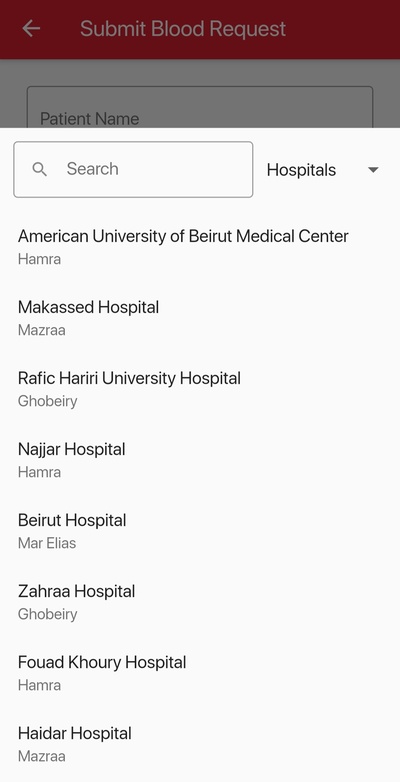 Submit Blood Request
Patient Name
Search
Hospitals
American University of Beirut Medical Center
Hamra
Makassed Hospital
Mazraa
Rafic Hariri University Hospital
Ghobeiry
Najjar Hospital
Hamra
Beirut Hospital
Mar Elias
Zahraa Hospital
Ghobeiry
Fouad Khoury Hospital
Hamra
Haidar Hospital
Mazraa